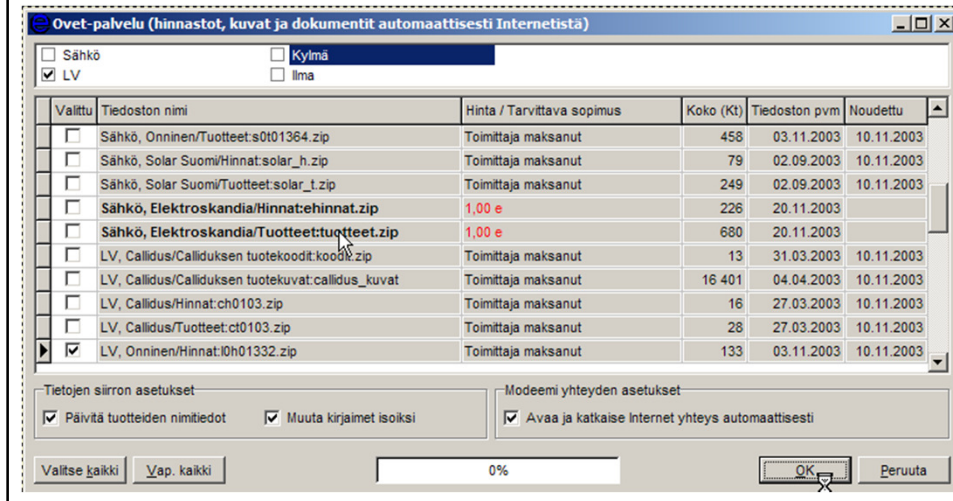 Ovet-palvelu (hinnastot, kuvat ja dokumentit automaattisesti Internetistä)
Sähkö Kylmä
LV Ilma
Valittu Tiedoston nimi Hinta / Tarvittava sopimus Koko (Kt) Tiedoston pvm Noudettu
Sähkö, Onninen/Tuotteet:s0t01364.zip Toimittaja maksanut 458 03.11.2003 10.11.2003
Sähkö, Solar Suomi/Hinnat:solar_h.zip Toimittaja maksanut 79 02.09.2003 10.11.2003
Sähkö, Solar Suomi/Tuotteet:solar_t.zip Toimittaja maksanut 249 02.09.2003 10.11.2003
Sähkö, Elektroskandia/Hinnat:ehinnat.zip 1,00 e 226 20.11.2003
Sähkö, Elektroskandia/Tuotteet:tuotteet.zip 1,00 e 680 20.11.2003
LV, Callidus/Calliduksen tuotekoodit:koodit.zip Toimittaja maksanut 13 31.03.2003 10.11.2003
LV, Callidus/Calliduksen tuotekuvat:callidus_kuvat Toimittaja maksanut 16 401 04.04.2003 10.11.2003
LV, Callidus/Hinnat:ch0103.zip Toimittaja maksanut 16 27.03.2003 10.11.2003
LV, Callidus/Tuotteet:ct0103.zip Toimittaja maksanut 28 27.03.2003 10.11.2003
LV, Onninen/Hinnat:l0h01332.zip Toimittaja maksanut 133 03.11.2003 10.11.2003
Tietojen siirron asetukset Modeemi yhteyden asetukset
Päivitä tuotteiden nimitiedot Muuta kirjaimet isoiksi Avaa ja katkaise Internet yhteys automaattisesti
Valitse kaikki Vap. kaikki 0% OK Peruuta